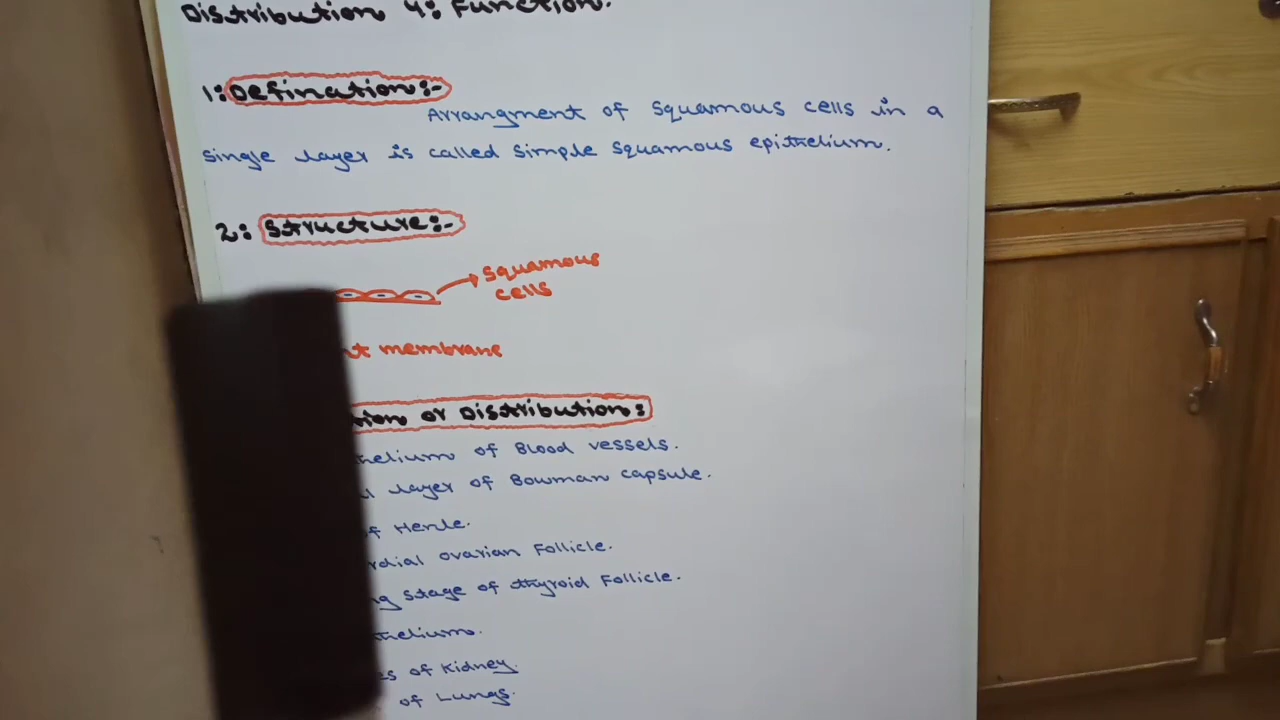 Distribution 4: Function.
1: Defination:-
Arrangment of squamous cells in a
single layer is called simple squamous epithelium.
2: Structure:-
squamous
cells
membrane
or Distribution:
of Blood vessels.
layer of Bowman capsule.
of Henle.
ovarian Follicle.
stage of thyroid Follicle.
of Kidney.
of Lungs.